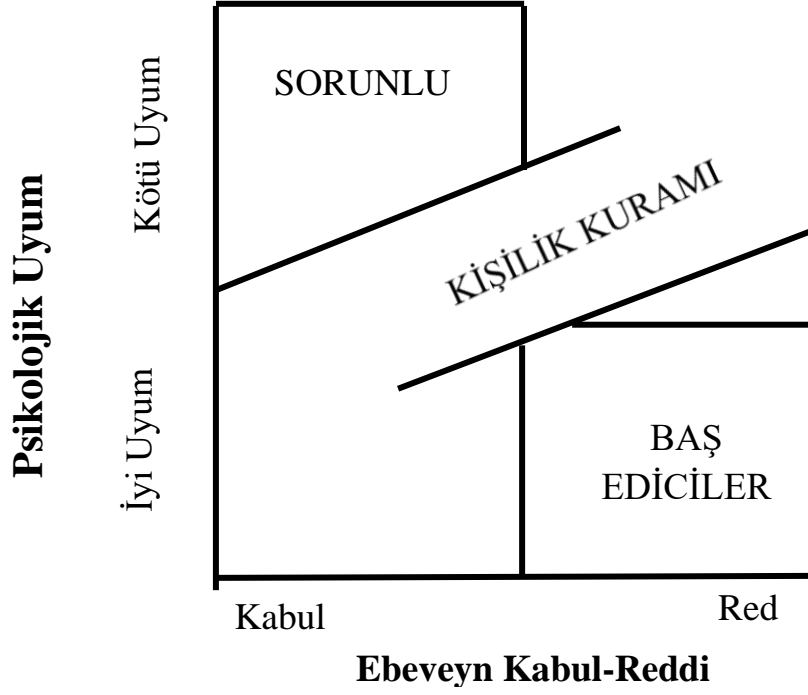 SORUNLU
Kötü Uyum
KİŞİLİK KURAMI
Psikolojik Uyum
İyi Uyum
BAŞ
EDİCİLER
Kabul
Red
Ebeveyn Kabul-Reddi